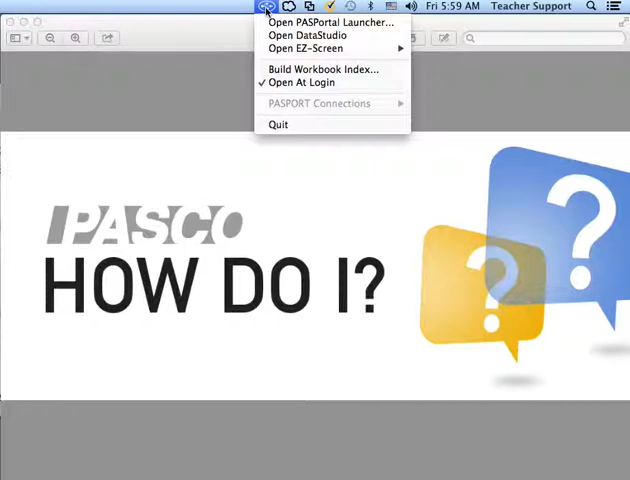 Fri 5:59 AM Teacher Support
Open PASPortal Launcher...
Open DataStudio
Open EZ-Screen
Build Workbook Index...
✓ Open At Login
PASPORT Connections
Quit
PASCO
HOW DO I?
? ?